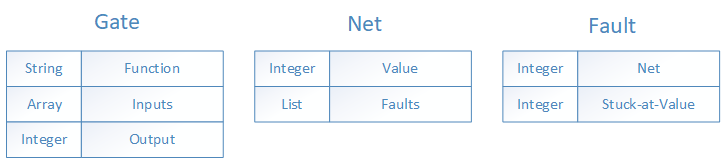 Gate
String Function
Array Inputs
Integer Output
Net
Integer Value
List Faults
Fault
Integer Net
Integer Stuck-at-Value